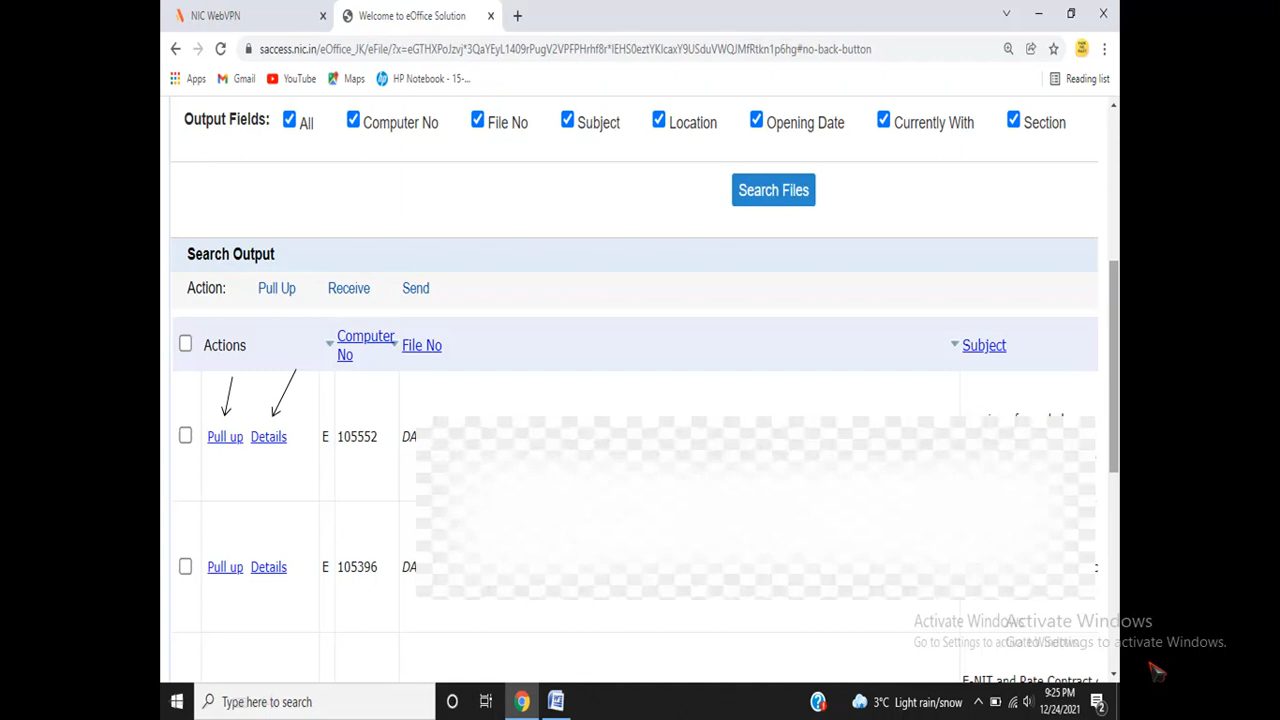 NIC WebVPN
Welcome to eOffice Solution
saccess.nic.in/eOffice_JK/eFile/?x=eGTHXPoJzvj*3QaYEyL1409rPugV2VPFPHrhf8r*IEHS0eztYKIcaxY9USduVWQJMfRtkn1p6hg#no-back-button
Apps Gmail YouTube Maps HP Notebook - 15-... Reading list
Output Fields: All Computer No File No Subject Location Opening Date Currently With Section
Search Files
Search Output
Action: Pull Up Receive Send
Actions Computer No File No Subject
Pull up Details E 105552 DA
Pull up Details E 105396 DA
Activate Windows
Go to Settings to activate Windows.
E-NIT and Rate Contract
Type here to search
3°C Light rain/snow
9:25 PM
12/24/2021
2